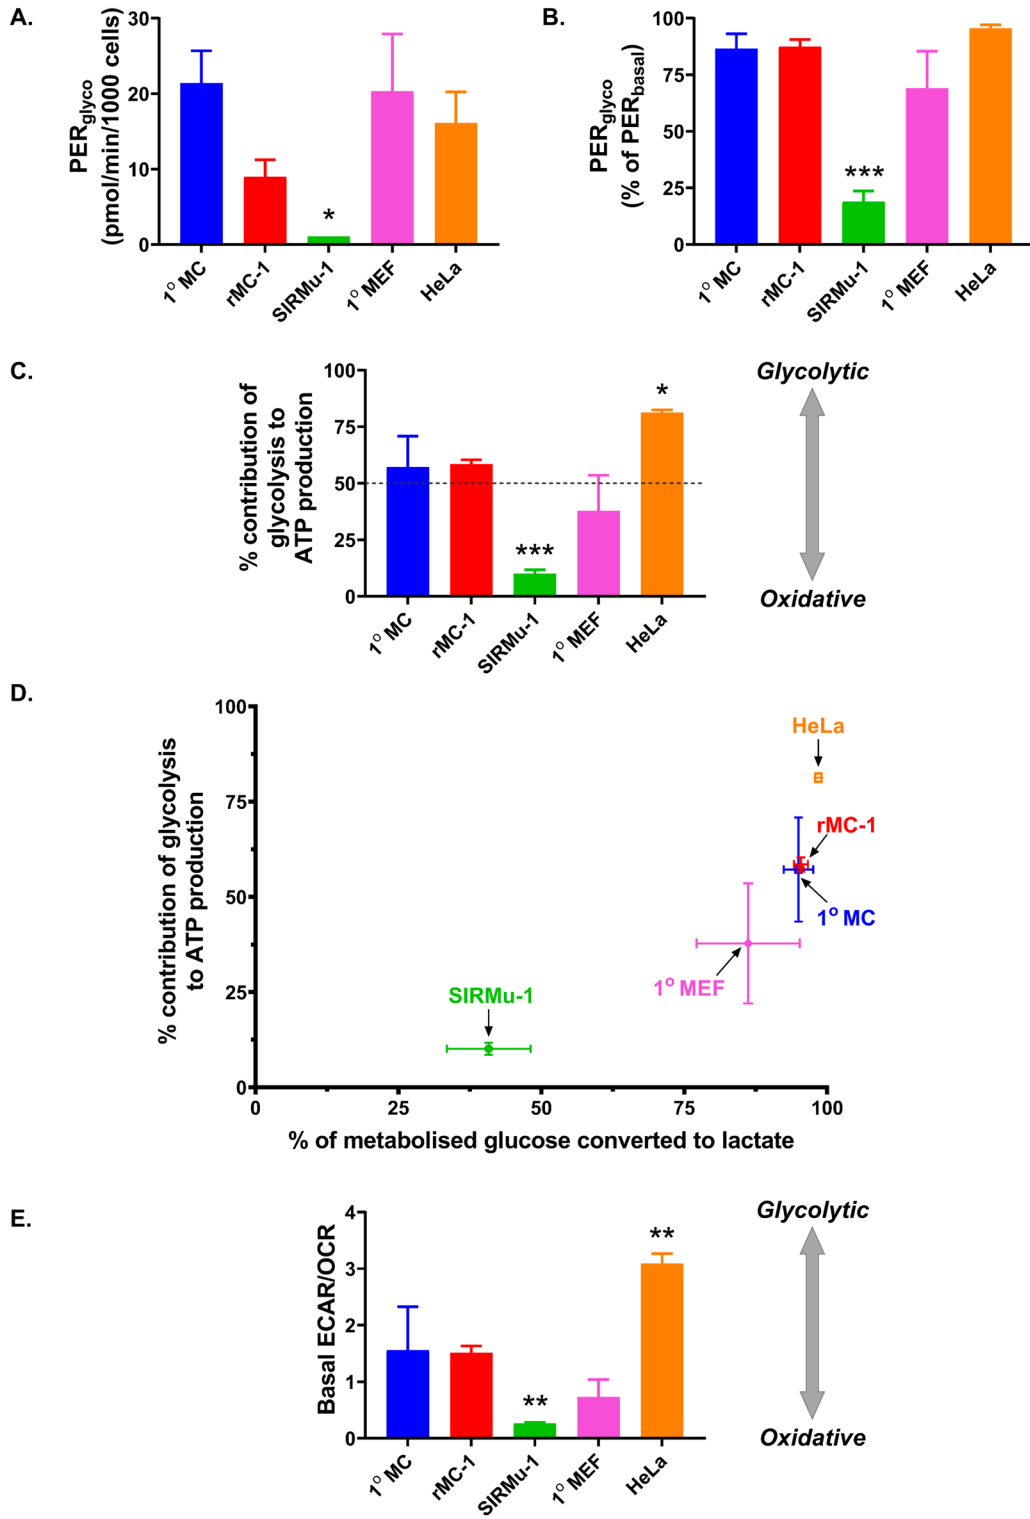 A.
PERglyco
(pmol/min/1000 cells)
30
20
10
0
*
1° MC
rMC-1
SIRMu-1
1° MEF
HeLa
B.
PERglyco
(% of PERbasal)
100
75
50
25
0
***
1° MC
rMC-1
SIRMu-1
1° MEF
HeLa
C.
% contribution of
glycolysis to
ATP production
100
75
50
25
0
***
*
1° MC
rMC-1
SIRMu-1
1° MEF
HeLa
Glycolytic
Oxidative
D.
% contribution of glycolysis
to ATP production
100
75
50
25
0
HeLa
rMC-1
1° MC
1° MEF
SIRMu-1
0
25
50
75
100
% of metabolised glucose converted to lactate
E.
Basal ECAR/OCR
4
3
2
1
0
**
**
1° MC
rMC-1
SIRMu-1
1° MEF
HeLa
Glycolytic
Oxidative